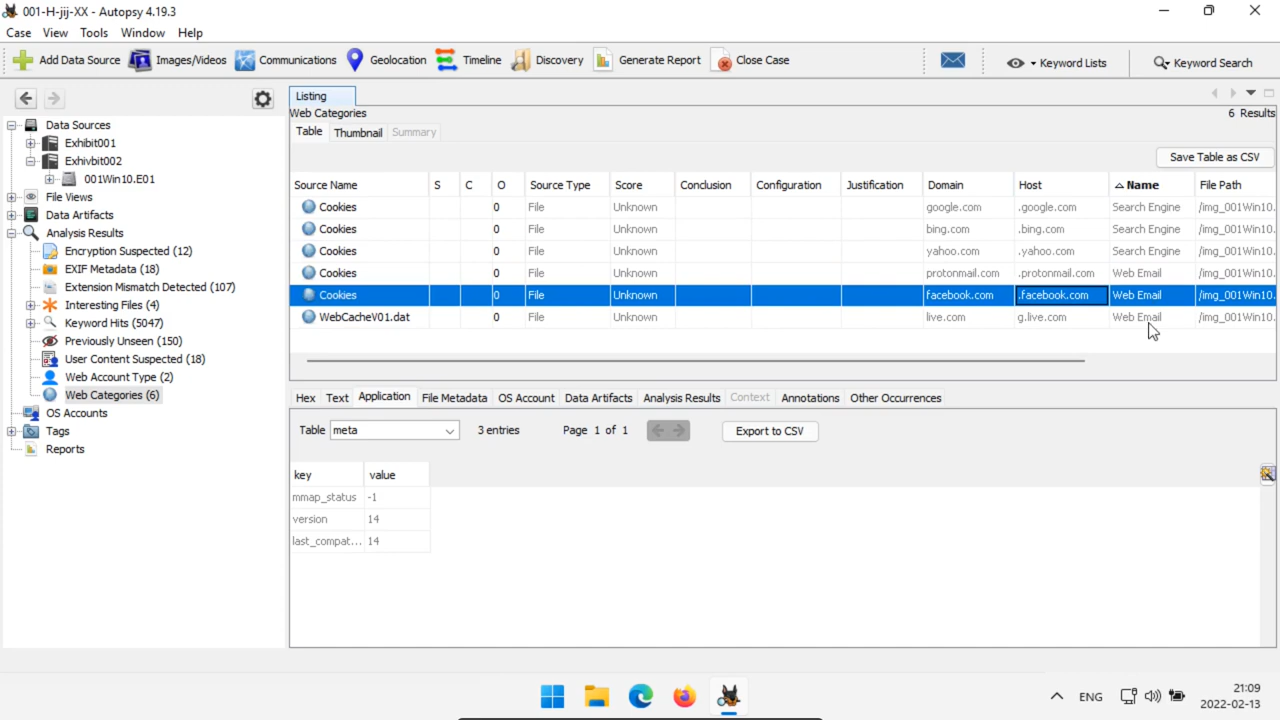 001-H-jij-XX - Autopsy 4.19.3
Case View Tools Window Help
Add Data Source Images/Videos Communications Geolocation Timeline Discovery Generate Report Close Case Keyword Lists Keyword Search
Listing
Web Categories 6 Results
Table Thumbnail Summary
Save Table as CSV
Data Sources
Exhibit001
Exhivbit002
001Win10.E01
File Views
Data Artifacts
Analysis Results
Encryption Suspected (12)
EXIF Metadata (18)
Extension Mismatch Detected (107)
Interesting Files (4)
Keyword Hits (5047)
Previously Unseen (150)
User Content Suspected (18)
Web Account Type (2)
Web Categories (6)
OS Accounts
Tags
Reports
Source Name S C O Source Type Score Conclusion Configuration Justification Domain Host Name File Path
Cookies 0 File Unknown google.com .google.com Search Engine /img_001Win10.
Cookies 0 File Unknown bing.com .bing.com Search Engine /img_001Win10.
Cookies 0 File Unknown yahoo.com .yahoo.com Search Engine /img_001Win10.
Cookies 0 File Unknown protonmail.com .protonmail.com Web Email /img_001Win10.
Cookies 0 File Unknown facebook.com .facebook.com Web Email /img_001Win10.
WebCacheV01.dat 0 File Unknown live.com g.live.com Web Email /img_001Win10.
Hex Text Application File Metadata OS Account Data Artifacts Analysis Results Context Annotations Other Occurrences
Table meta 3 entries Page 1 of 1 Export to CSV
key value
mmap_status -1
version 14
last_compat... 14
ENG
21:09
2022-02-13